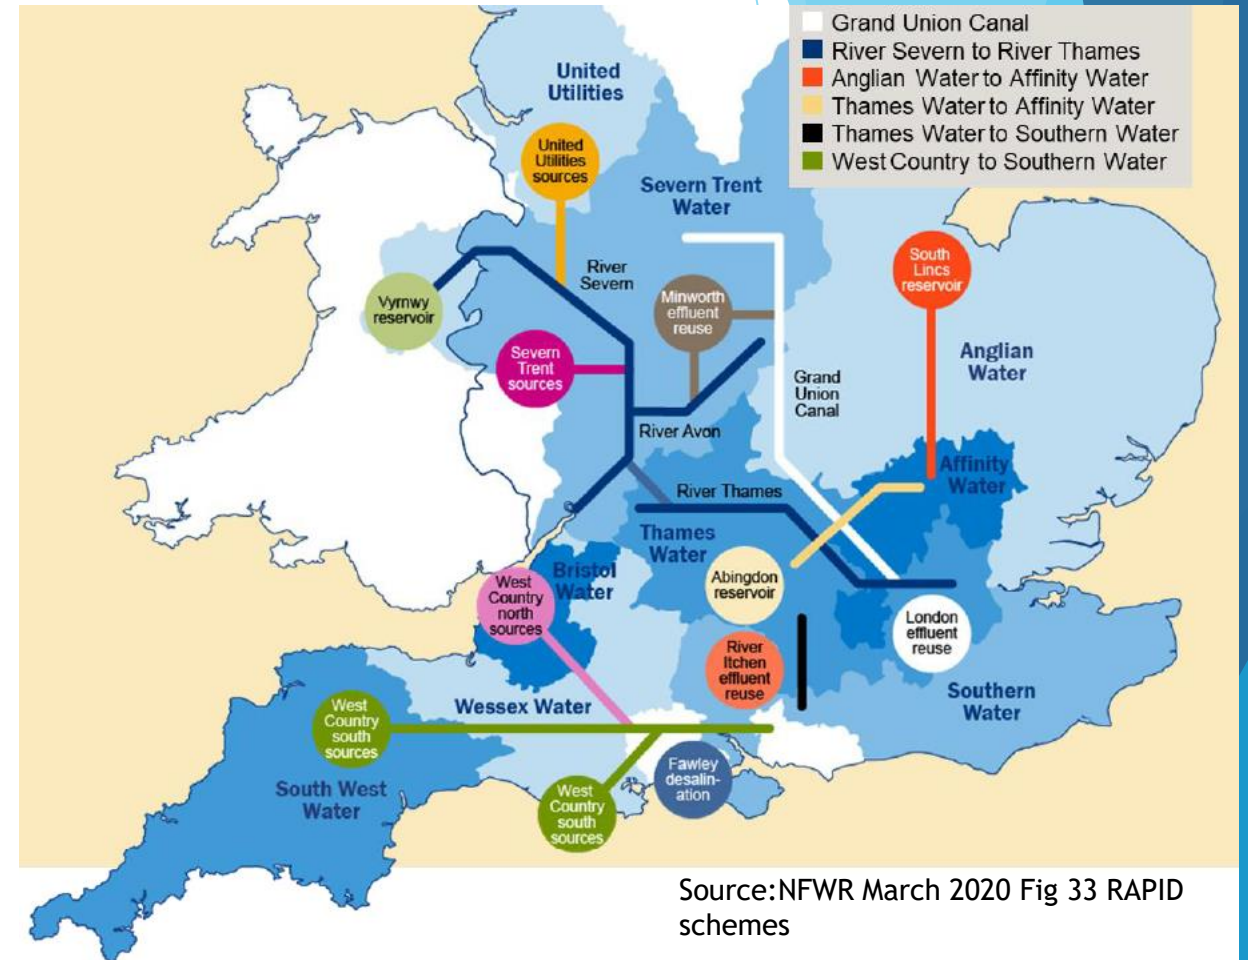 Grand Union Canal
River Severn to River Thames
Anglian Water to Affinity Water
Thames Water to Affinity Water
Thames Water to Southern Water
West Country to Southern Water
United
Utilities
United
Utilities
sources
Severn Trent
Water
River
Severn
South
Lincs
reservoir
Vyrnwy
reservoir
Minworth
effluent
reuse
Severn
Trent
sources
Anglian
Water
Grand
Union
Canal
River Avon
Affinity
Water
River Thames
Thames
Water
Bristol
Water
West
Country
north
sources
Abingdon
reservoir
London
effluent
reuse
River
Itchen
effluent
reuse
Southern
Water
Wessex Water
West
Country
south
sources
Fawley
desalin-
ation
South West
Water
West
Country
south
sources
Source:NFWR March 2020 Fig 33 RAPID
schemes